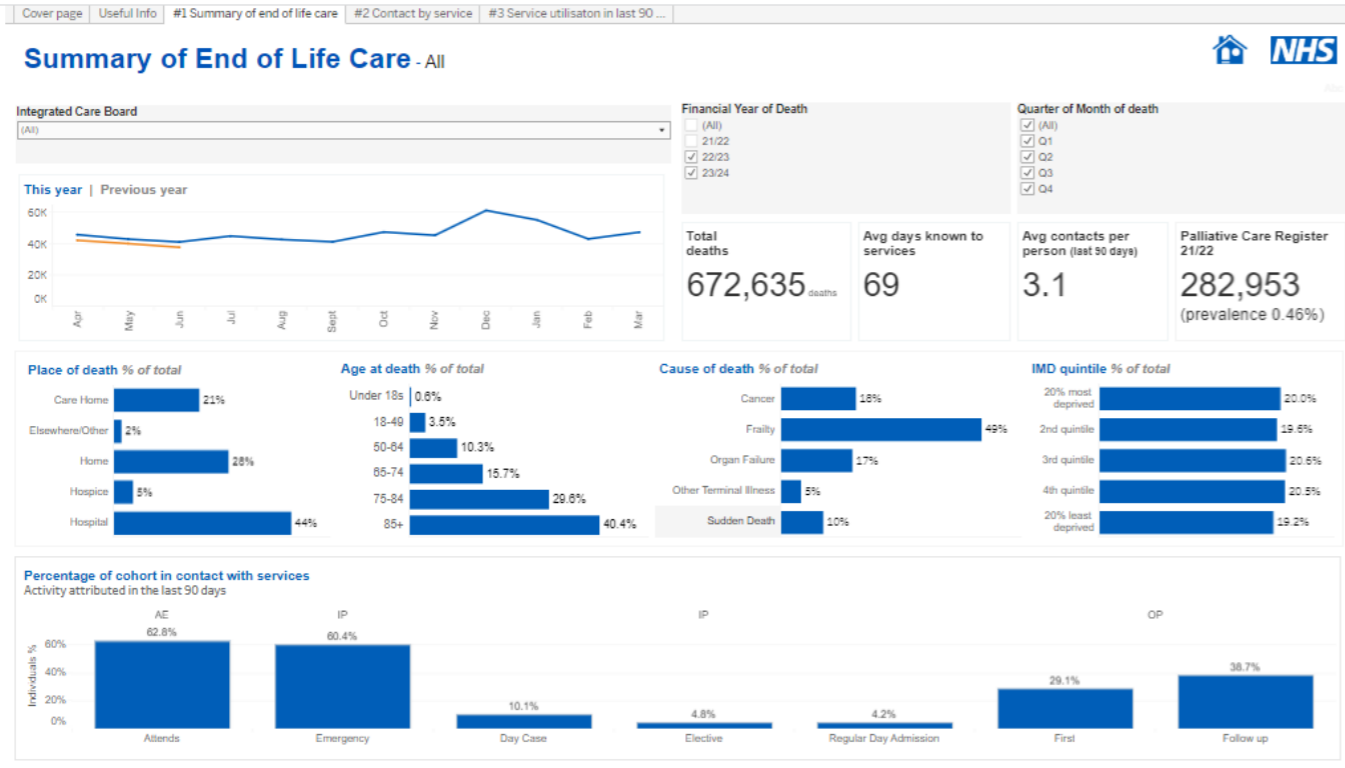 Cover page
Useful Info
#1 Summary of end of life care
#2 Contact by service
#3 Service utilisaton in last 90 ...
Summary of End of Life Care - All
NHS
Integrated Care Board
(All)
Financial Year of Death
(All)
21/22
22/23
23/24
Quarter of Month of death
(All)
Q1
Q2
Q3
Q4
This year | Previous year
60K
40K
20K
0K
Apr
May
Jun
Jul
Aug
Sept
Oct
Nov
Dec
Jan
Feb
Mar
Total
deaths
672,635 deaths
Avg days known to
services
69
Avg contacts per
person (last 90 days)
3.1
Palliative Care Register
21/22
282,953
(prevalence 0.46%)
Place of death % of total
Care Home 21%
Elsewhere/Other 2%
Home 28%
Hospice 5%
Hospital 44%
Age at death % of total
Under 18s 0.6%
18-49 3.5%
50-64 10.3%
65-74 15.7%
75-84 29.6%
85+ 40.4%
Cause of death % of total
Cancer 18%
Frailty 49%
Organ Failure 17%
Other Terminal Illness 5%
Sudden Death 10%
IMD quintile % of total
20% most
deprived 20.0%
2nd quintile 19.6%
3rd quintile 20.6%
4th quintile 20.5%
20% least
deprived 19.2%
Percentage of cohort in contact with services
Activity attributed in the last 90 days
AE IP IP OP
Individuals %
60%
40%
20%
0%
62.8%
60.4%
10.1%
4.8%
4.2%
29.1%
38.7%
Attends
Emergency
Day Case
Elective
Regular Day Admission
First
Follow up